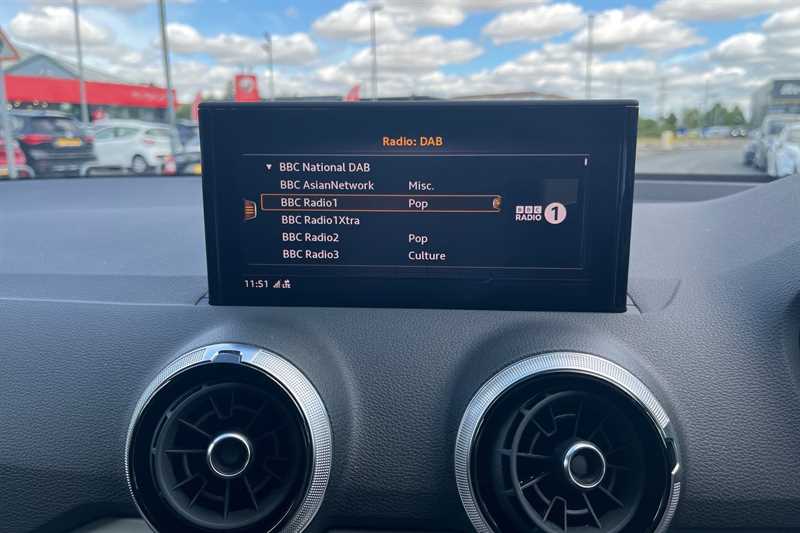 Radio: DAB
BBC National DAB
BBC AsianNetwork Misc.
BBC Radio1 Pop
BBC Radio1Xtra
BBC Radio2 Pop
BBC Radio3 Culture
BBC
RADIO 1
11:51 LTE